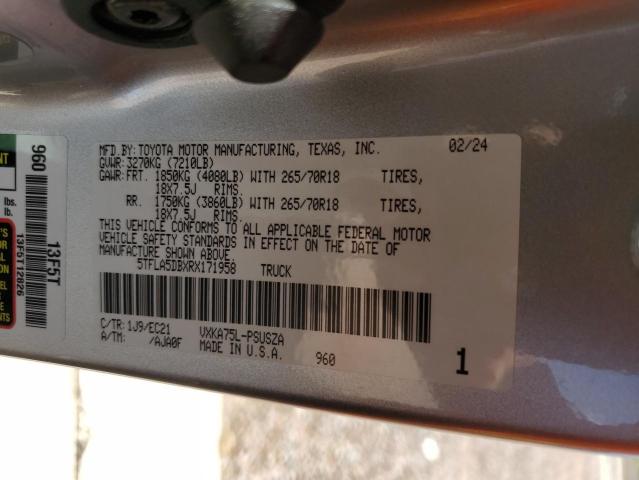 MFD.BY:TOYOTA MOTOR MANUFACTURING, TEXAS, INC. 02/24
GVWR:3270KG (7210LB)
GAWR:FRT. 1850KG (4080LB) WITH 265/70R18 TIRES,
18X7.5J RIMS.
RR. 1750KG (3860LB) WITH 265/70R18 TIRES,
18X7.5J RIMS.
THIS VEHICLE CONFORMS TO ALL APPLICABLE FEDERAL MOTOR
VEHICLE SAFETY STANDARDS IN EFFECT ON THE DATE OF
MANUFACTURE SHOWN ABOVE.
5TFLA5DBXRX171958 TRUCK
C/TR: 1J9/EC21 VXKA75L-PSUSZA
A/TM: /AJA0F MADE IN U.S.A. 960 1
960
13F5T
13F5T12026
lbs.
lb.